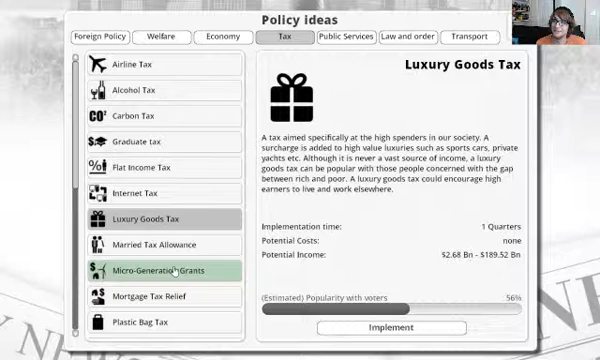 Policy ideas
Foreign Policy
Welfare
Economy
Tax
Public Services
Law and order
Transport
Airline Tax
Alcohol Tax
CO²
Carbon Tax
Graduate tax
Flat Income Tax
Internet Tax
Luxury Goods Tax
Married Tax Allowance
Micro-Generation Grants
Mortgage Tax Relief
Plastic Bag Tax
Luxury Goods Tax
A tax aimed specifically at the high spenders in our society. A
surcharge is added to high value luxuries such as sports cars, private
yachts etc. Although it is never a vast source of income, a luxury
goods tax can be popular with those people concerned with the gap
between rich and poor. A luxury goods tax could encourage high
earners to live and work elsewhere.
Implementation time: 1 Quarters
Potential Costs: none
Potential Income: $2.68 Bn - $189.52 Bn
(Estimated) Popularity with voters 56%
Implement